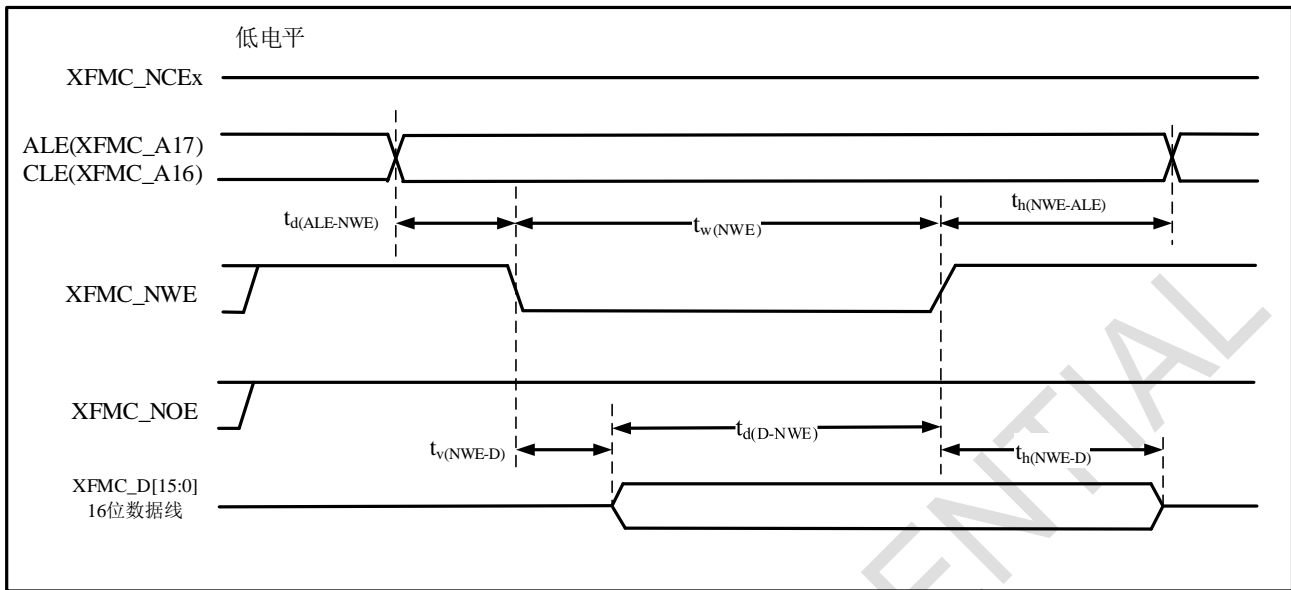 低电平
XFMC_NCEx
ALE(XFMC_A17)
CLE(XFMC_A16)
td(ALE-NWE)
tw(NWE)
th(NWE-ALE)
XFMC_NWE
XFMC_NOE
tv(NWE-D)
td(D-NWE)
th(NWE-D)
XFMC_D[15:0]
16位数据线
ENTIAL